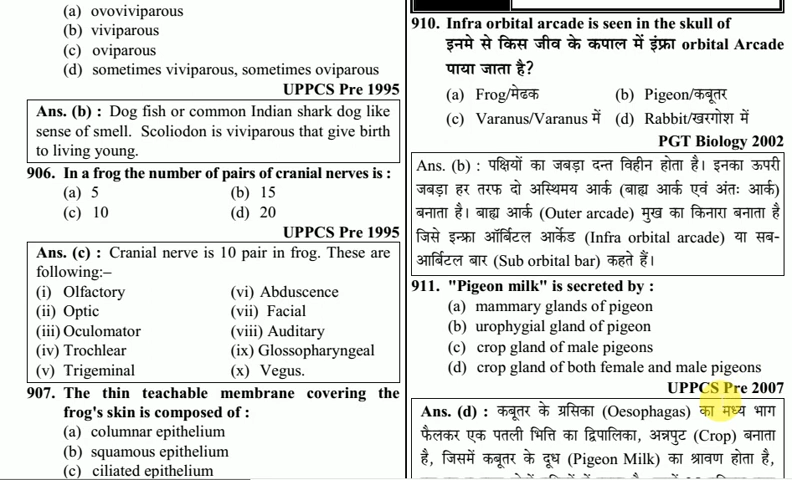 (a) ovoviviparous
(b) viviparous
(c) oviparous
(d) sometimes viviparous, sometimes oviparous
UPPCS Pre 1995
Ans. (b) : Dog fish or common Indian shark dog like
sense of smell. Scoliodon is viviparous that give birth
to living young.
906. In a frog the number of pairs of cranial nerves is :
(a) 5 (b) 15
(c) 10 (d) 20
UPPCS Pre 1995
Ans. (c) : Cranial nerve is 10 pair in frog. These are
following:–
(i) Olfactory (vi) Abduscence
(ii) Optic (vii) Facial
(iii) Oculomator (viii) Auditary
(iv) Trochlear (ix) Glossopharyngeal
(v) Trigeminal (x) Vegus.
907. The thin teachable membrane covering the
frog's skin is composed of :
(a) columnar epithelium
(b) squamous epithelium
(c) ciliated epithelium
910. Infra orbital arcade is seen in the skull of
इनमे से किस जीव के कपाल में इंफ्रा orbital Arcade
पाया जाता है?
(a) Frog/मेढक (b) Pigeon/कबूतर
(c) Varanus/Varanus में (d) Rabbit/खरगोश में
PGT Biology 2002
Ans. (b) : पक्षियों का जबड़ा दन्त विहीन होता है। इनका ऊपरी
जबड़ा हर तरफ दो अस्थिमय आर्क (बाह्य आर्क एवं अंतः आर्क)
बनाता है। बाह्य आर्क (Outer arcade) मुख का किनारा बनाता है
जिसे इन्फ्रा ऑर्बिटल आर्केड (Infra orbital arcade) या सब-
आर्बिटल बार (Sub orbital bar) कहते हैं।
911. "Pigeon milk" is secreted by :
(a) mammary glands of pigeon
(b) urophygial gland of pigeon
(c) crop gland of male pigeons
(d) crop gland of both female and male pigeons
UPPCS Pre 2007
Ans. (d) : कबूतर के ग्रसिका (Oesophagas) का मध्य भाग
फैलकर एक पतली भित्ति का द्विपालिका, अन्नपुट (Crop) बनाता
है, जिसमें कबूतर के दूध (Pigeon Milk) का श्रावण होता है,